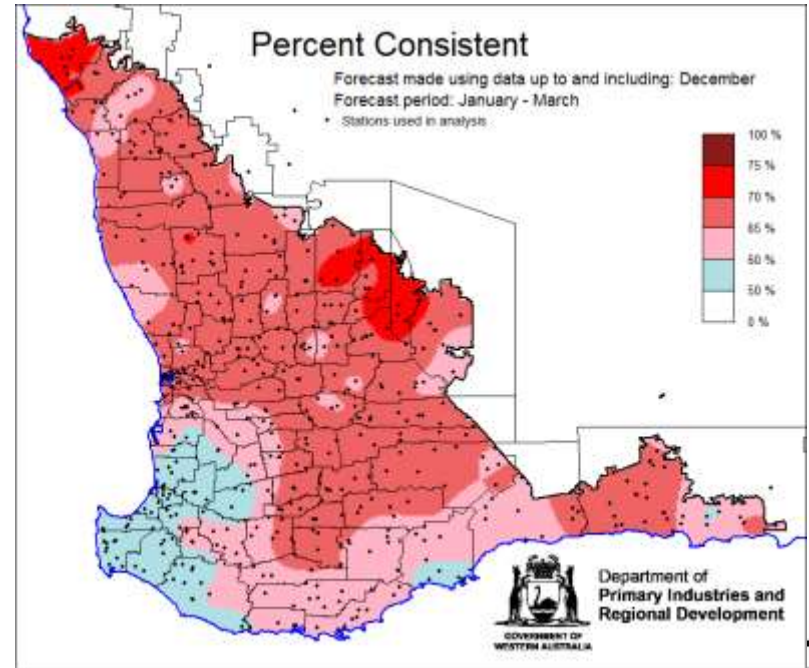 Percent Consistent
Forecast made using data up to and including: December
Forecast period: January - March
• Stations used in analysis
100 %
75 %
70 %
65 %
60 %
50 %
0 %
Department of
Primary Industries and
Regional Development
GOVERNMENT OF
WESTERN AUSTRALIA